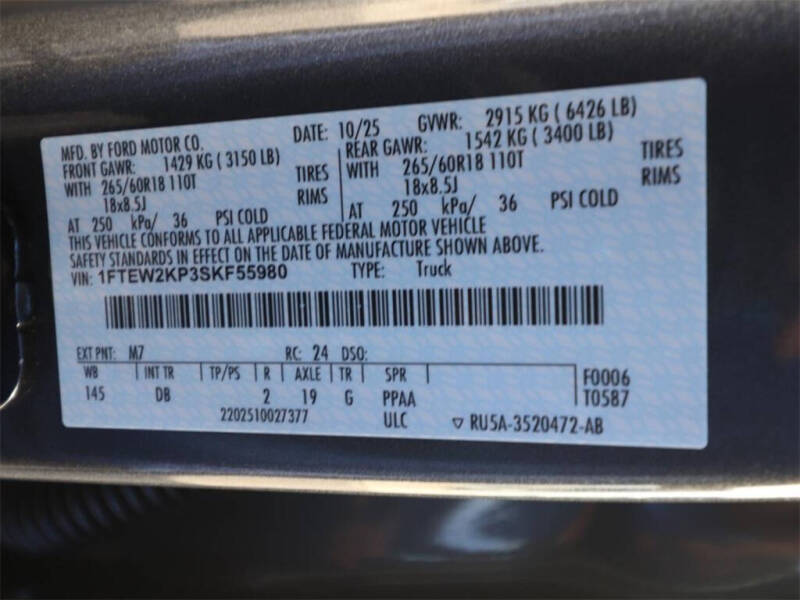 MFD. BY FORD MOTOR CO. DATE: 10/25 GVWR: 2915 KG ( 6426 LB)
FRONT GAWR: 1429 KG ( 3150 LB) REAR GAWR: 1542 KG ( 3400 LB)
WITH 265/60R18 110T TIRES WITH 265/60R18 110T TIRES
18x8.5J RIMS 18x8.5J RIMS
AT 250 kPa/ 36 PSI COLD AT 250 kPa/ 36 PSI COLD
THIS VEHICLE CONFORMS TO ALL APPLICABLE FEDERAL MOTOR VEHICLE
SAFETY STANDARDS IN EFFECT ON THE DATE OF MANUFACTURE SHOWN ABOVE.
VIN: 1FTEW2KP3SKF55980 TYPE: Truck
EXT PNT: M7 RC: 24 DSO:
WB INT TR TP/PS R AXLE TR SPR F0006
145 DB 2 19 G PPAA T0587
2202510027377 ULC RU5A-3520472-AB